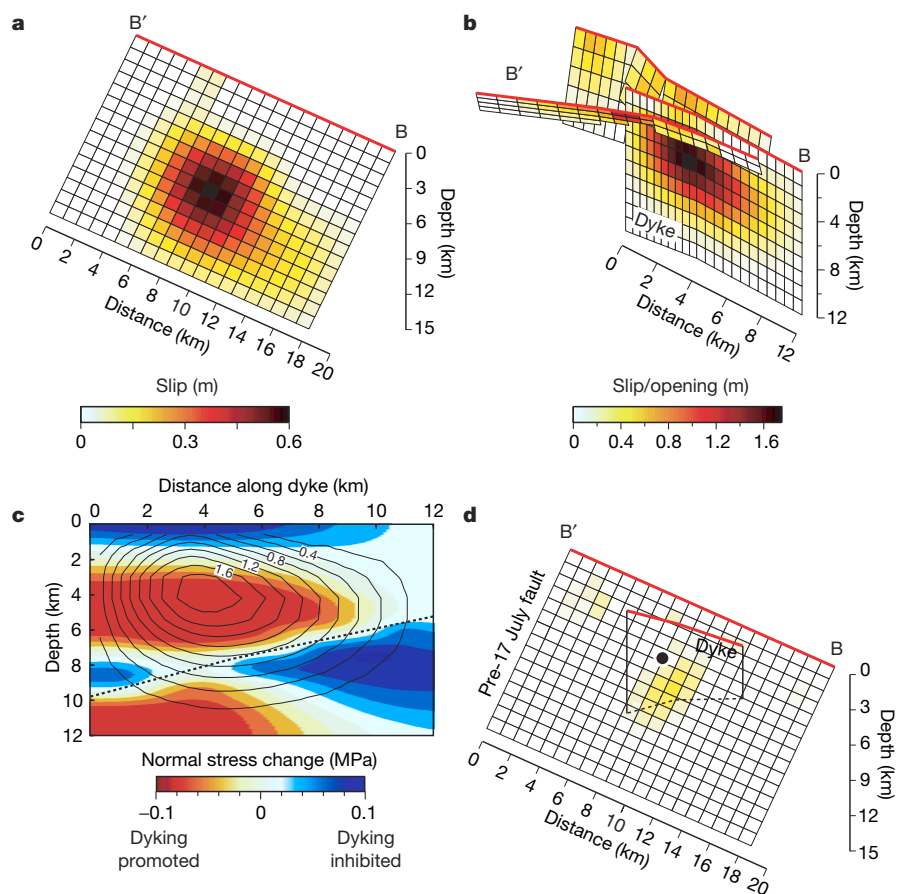 a
B′
B
0
3
6
9
12
15
Depth (km)
0 2 4 6 8 10 12 14 16 18 20
Distance (km)
Slip (m)
0 0.3 0.6
b
B′
B
0
4
8
12
Depth (km)
Dyke
0 2 4 6 8 12
Distance (km)
Slip/opening (m)
0 0.4 0.8 1.2 1.6
c
Distance along dyke (km)
0 2 4 6 8 10 12
0
2
4
6
8
10
12
Depth (km)
1.6 1.2 0.8 0.4
Normal stress change (MPa)
−0.1 0 0.1
Dyking promoted
Dyking inhibited
d
B′
B
Pre-17 July fault
Dyke
0
3
6
9
12
15
Depth (km)
0 2 4 6 8 10 12 14 16 18 20
Distance (km)